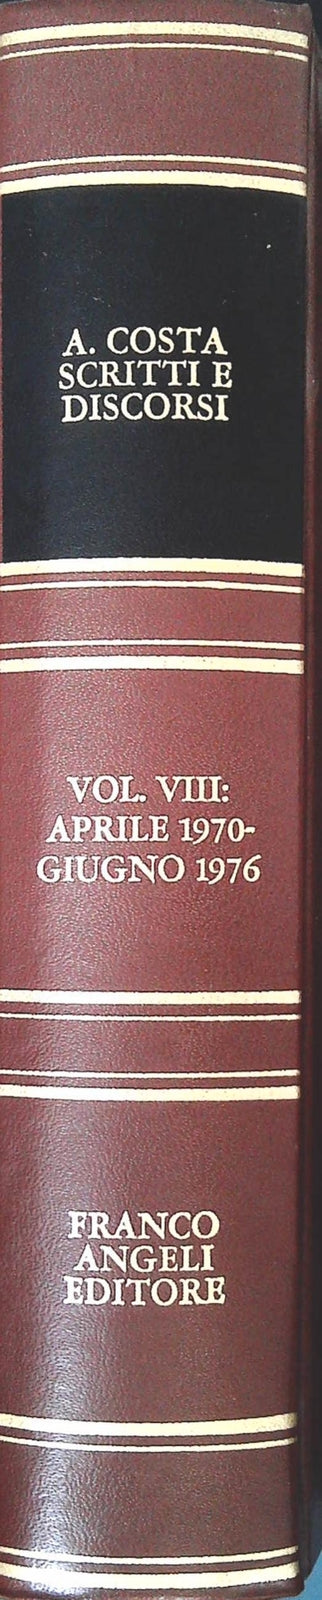 A. COSTA
SCRITTI E
DISCORSI
VOL. VIII:
APRILE 1970-
GIUGNO 1976
FRANCO
ANGELI
EDITORE